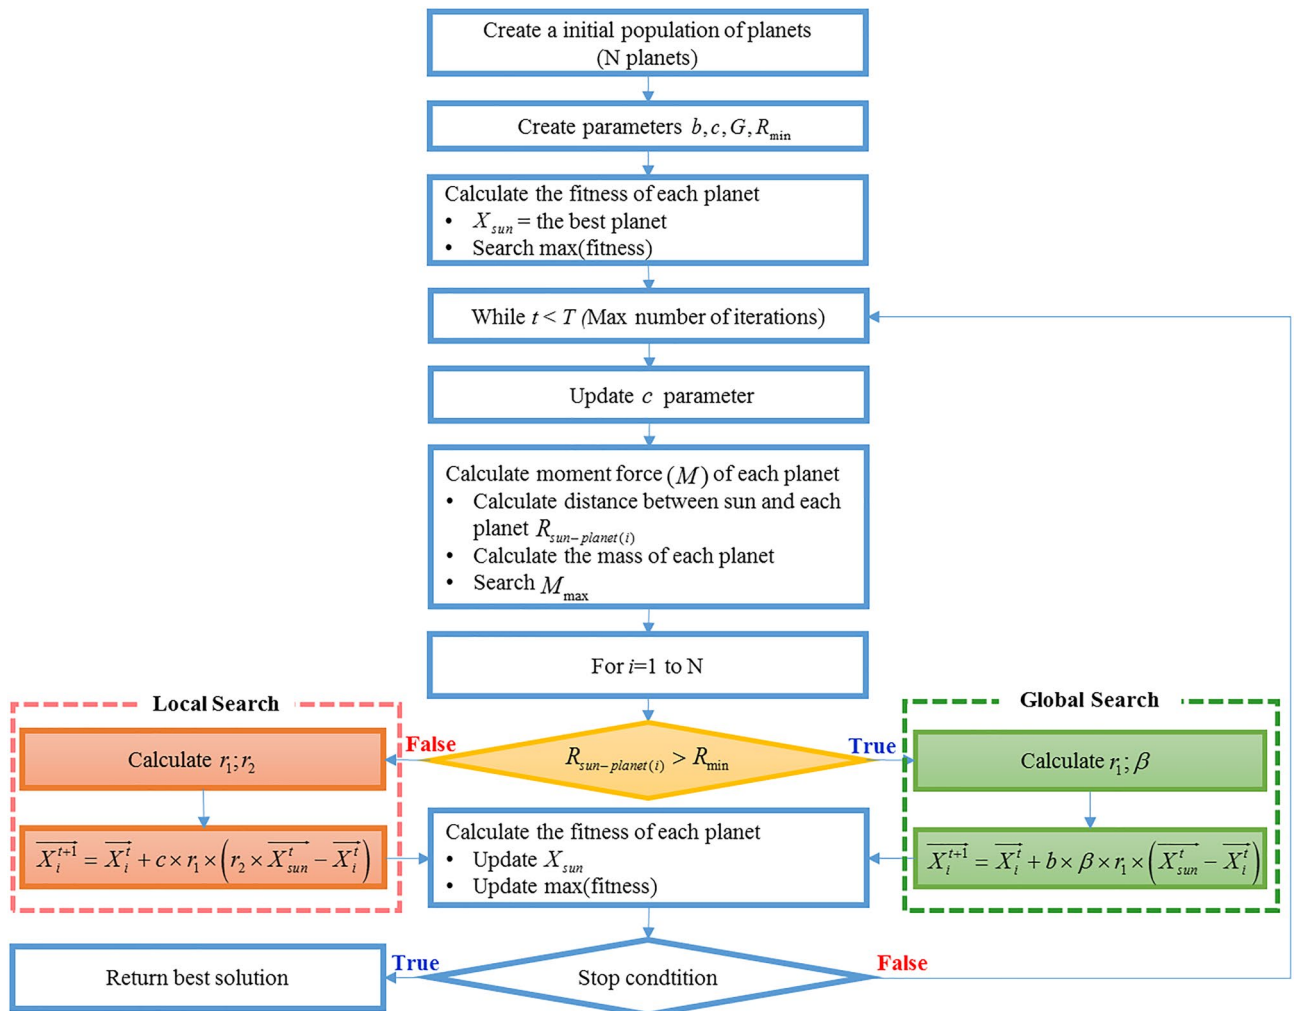 Create a initial population of planets
(N planets)
Create parameters b, c, G, R_min
Calculate the fitness of each planet
• X_sun = the best planet
• Search max(fitness)
While t < T (Max number of iterations)
Update c parameter
Calculate moment force (M) of each planet
• Calculate distance between sun and each
planet R_sun−planet(i)
• Calculate the mass of each planet
• Search M_max
For i=1 to N
Local Search
Global Search
False
R_sun−planet(i) > R_min
True
Calculate r₁; r₂
Calculate r₁; β
X_i^{t+1} = X_i^t + c × r₁ × (r₂ × X_sun^t − X_i^t)
Calculate the fitness of each planet
• Update X_sun
• Update max(fitness)
X_i^{t+1} = X_i^t + b × β × r₁ × (X_sun^t − X_i^t)
Return best solution
True
Stop condition
False